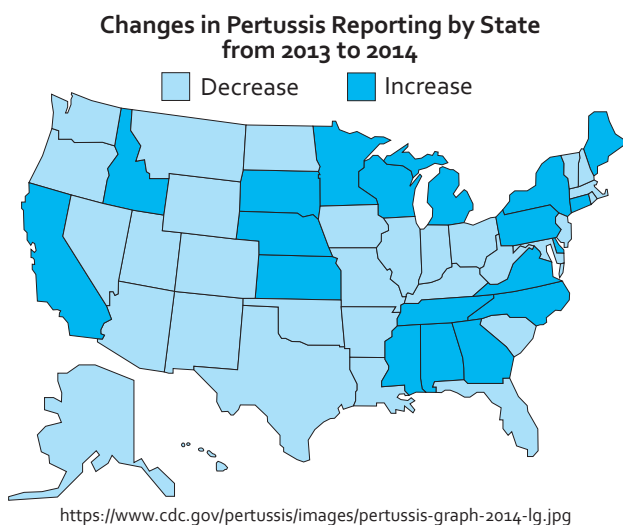 Changes in Pertussis Reporting by State
from 2013 to 2014
Decrease Increase
https://www.cdc.gov/pertussis/images/pertussis-graph-2014-lg.jpg